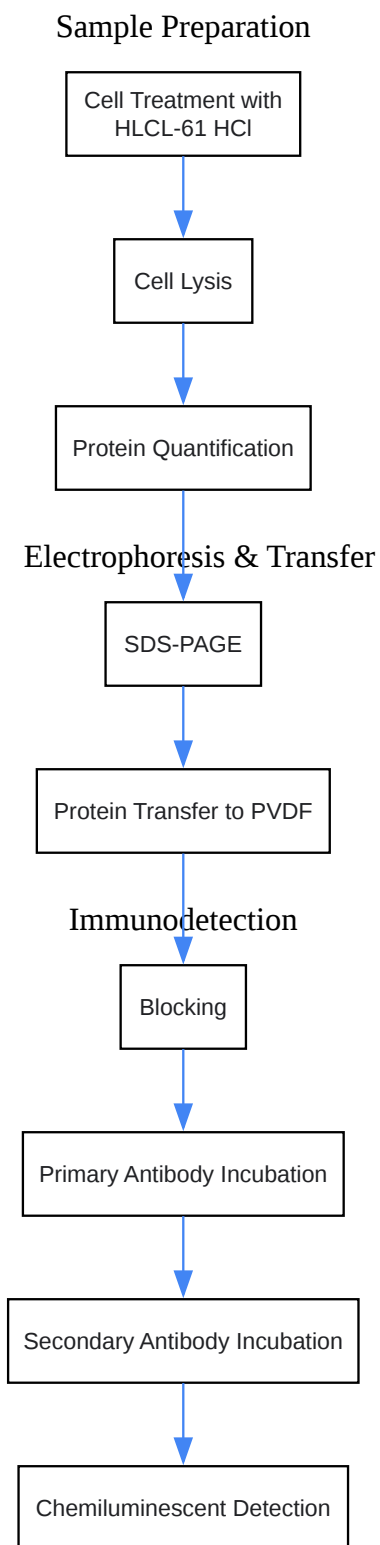 Sample Preparation
Cell Treatment with
HLCL-61 HCl
Cell Lysis
Protein Quantification
Electrophoresis & Transfer
SDS-PAGE
Protein Transfer to PVDF
Immunodetection
Blocking
Primary Antibody Incubation
Secondary Antibody Incubation
Chemiluminescent Detection